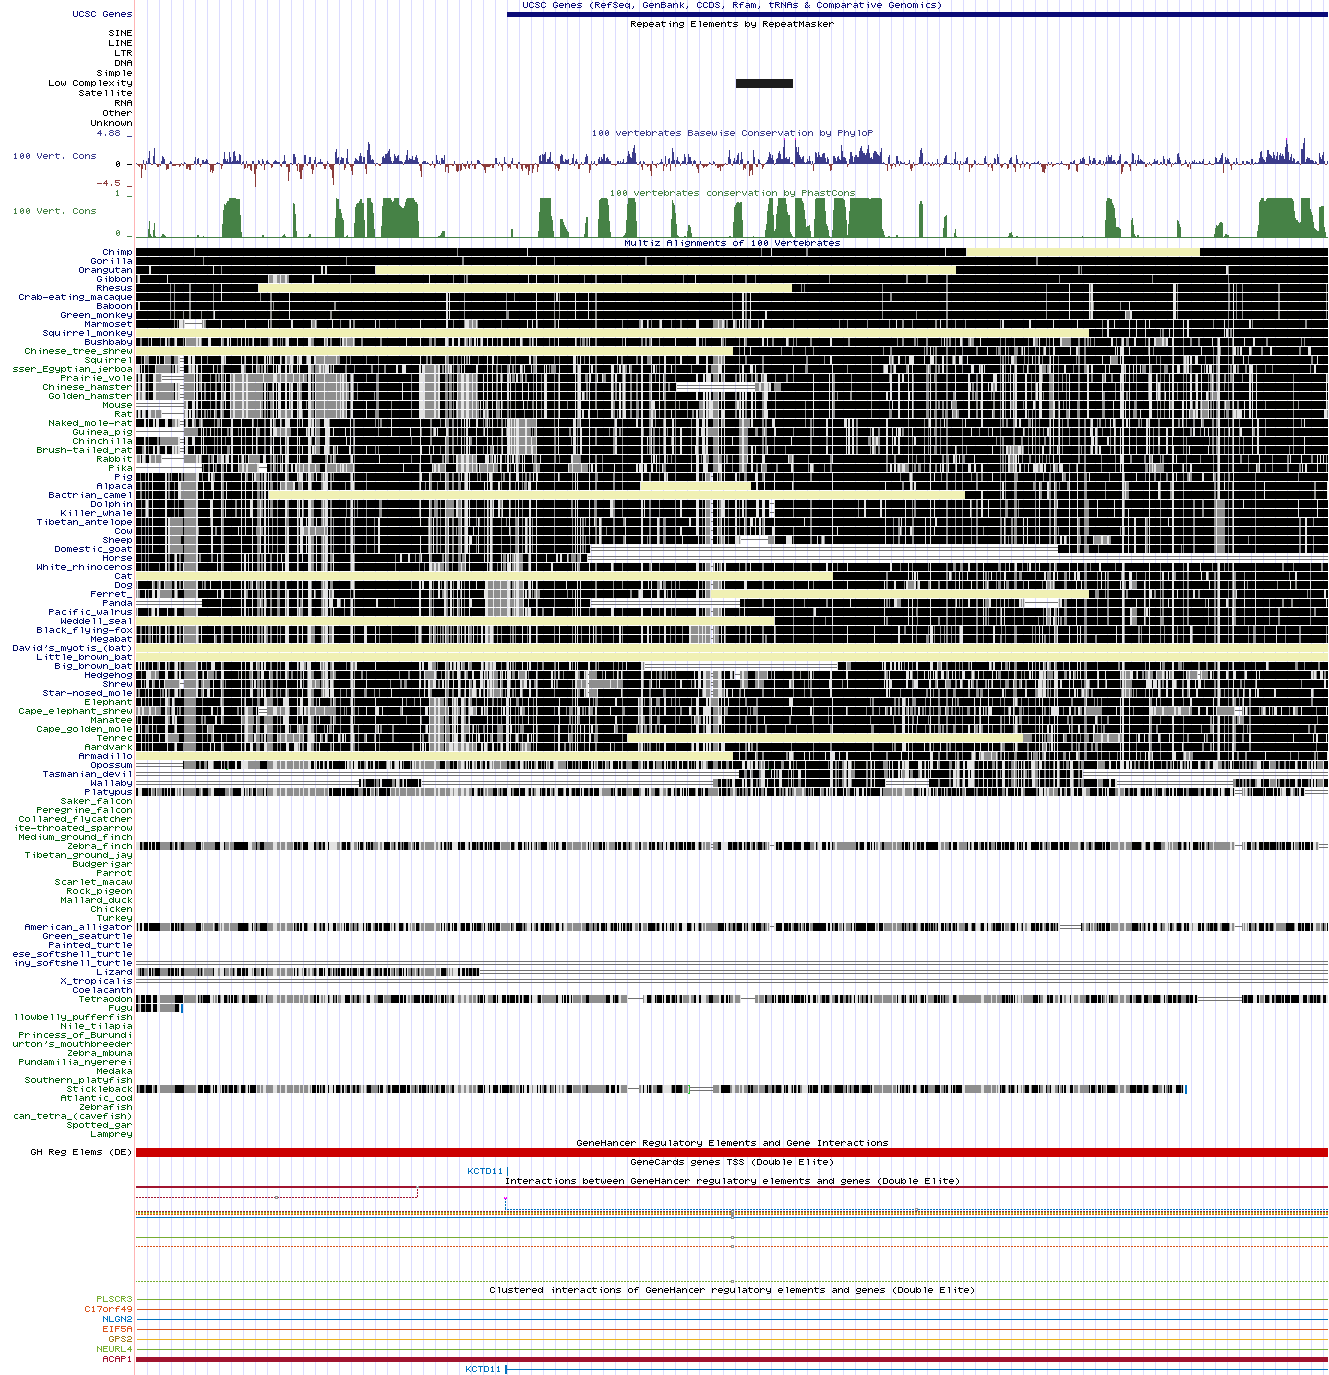 UCSC Genes (RefSeq, GenBank, CCDS, Rfam, tRNAs & Comparative Genomics)
UCSC Genes
Repeating Elements by RepeatMasker
SINE
LINE
LTR
DNA
Simple
Low Complexity
Satellite
RNA
Other
Unknown
4.88 _
100 vertebrates Basewise Conservation by PhyloP
100 Vert. Cons
0 _
-4.5 _
1 _
100 vertebrates conservation by PhastCons
100 Vert. Cons
0 _
Multiz Alignments of 100 Vertebrates
Chimp
Gorilla
Orangutan
Gibbon
Rhesus
Crab-eating_macaque
Baboon
Green_monkey
Marmoset
Squirrel_monkey
Bushbaby
Chinese_tree_shrew
Squirrel
sser_Egyptian_jerboa
Prairie_vole
Chinese_hamster
Golden_hamster
Mouse
Rat
Naked_mole-rat
Guinea_pig
Chinchilla
Brush-tailed_rat
Rabbit
Pika
Pig
Alpaca
Bactrian_camel
Dolphin
Killer_whale
Tibetan_antelope
Cow
Sheep
Domestic_goat
Horse
White_rhinoceros
Cat
Dog
Ferret_
Panda
Pacific_walrus
Weddell_seal
Black_flying-fox
Megabat
David's_myotis_(bat)
Little_brown_bat
Big_brown_bat
Hedgehog
Shrew
Star-nosed_mole
Elephant
Cape_elephant_shrew
Manatee
Cape_golden_mole
Tenrec
Aardvark
Armadillo
Opossum
Tasmanian_devil
Wallaby
Platypus
Saker_falcon
Peregrine_falcon
Collared_flycatcher
ite-throated_sparrow
Medium_ground_finch
Zebra_finch
Tibetan_ground_jay
Budgerigar
Parrot
Scarlet_macaw
Rock_pigeon
Mallard_duck
Chicken
Turkey
American_alligator
Green_seaturtle
Painted_turtle
ese_softshell_turtle
iny_softshell_turtle
Lizard
X_tropicalis
Coelacanth
Tetraodon
Fugu
llowbelly_pufferfish
Nile_tilapia
Princess_of_Burundi
urton's_mouthbreeder
Zebra_mbuna
Pundamilia_nyererei
Medaka
Southern_platyfish
Stickleback
Atlantic_cod
Zebrafish
can_tetra_(cavefish)
Spotted_gar
Lamprey
GeneHancer Regulatory Elements and Gene Interactions
GH Reg Elems (DE)
GeneCards genes TSS (Double Elite)
KCTD11
Interactions between GeneHancer regulatory elements and genes (Double Elite)
Clustered interactions of GeneHancer regulatory elements and genes (Double Elite)
PLSCR3
C17orf49
NLGN2
EIF5A
GPS2
NEURL4
ACAP1
KCTD11